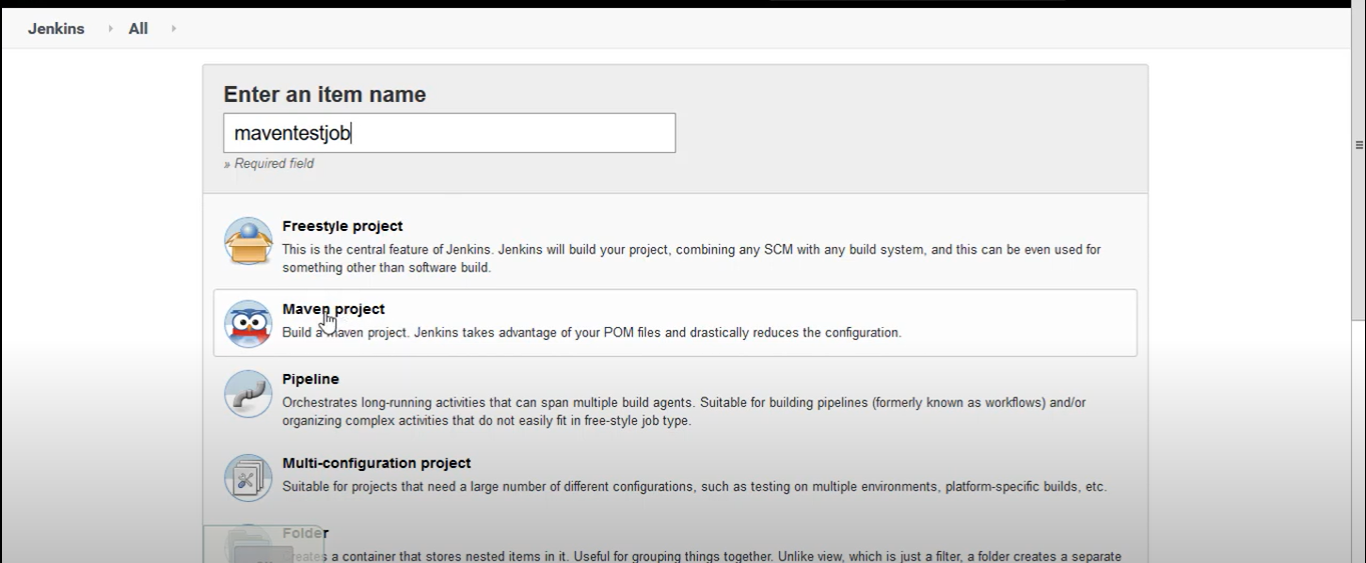 Jenkins All
Enter an item name
maventestjob
» Required field
Freestyle project
This is the central feature of Jenkins. Jenkins will build your project, combining any SCM with any build system, and this can be even used for
something other than software build.
Maven project
Build a maven project. Jenkins takes advantage of your POM files and drastically reduces the configuration.
Pipeline
Orchestrates long-running activities that can span multiple build agents. Suitable for building pipelines (formerly known as workflows) and/or
organizing complex activities that do not easily fit in free-style job type.
Multi-configuration project
Suitable for projects that need a large number of different configurations, such as testing on multiple environments, platform-specific builds, etc.
Folder
Creates a container that stores nested items in it. Useful for grouping things together. Unlike view, which is just a filter, a folder creates a separate